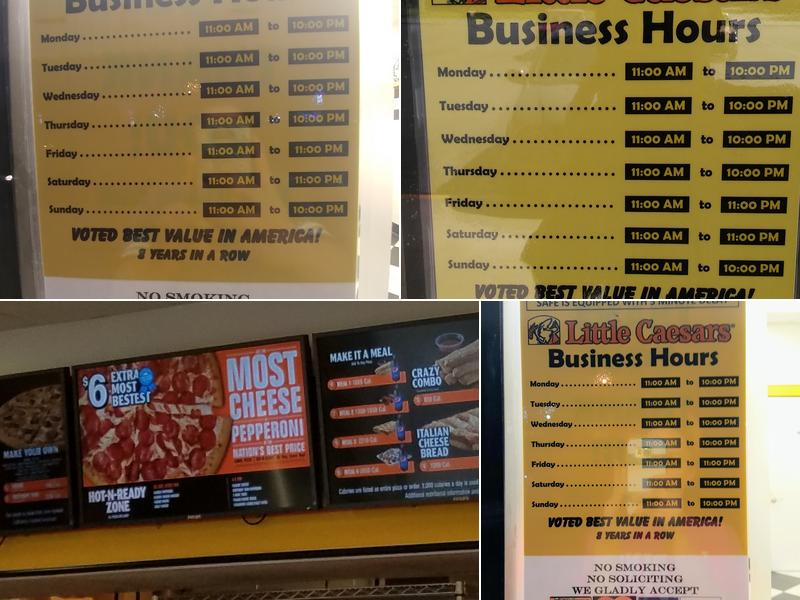 Business Hours
Monday 11:00 AM to 10:00 PM
Tuesday 11:00 AM to 10:00 PM
Wednesday 11:00 AM to 10:00 PM
Thursday 11:00 AM to 10:00 PM
Friday 11:00 AM to 11:00 PM
Saturday 11:00 AM to 11:00 PM
Sunday 11:00 AM to 10:00 PM
VOTED BEST VALUE IN AMERICA!
8 YEARS IN A ROW
NO SMOKING
Little Caesars
Business Hours
Monday 11:00 AM to 10:00 PM
Tuesday 11:00 AM to 10:00 PM
Wednesday 11:00 AM to 10:00 PM
Thursday 11:00 AM to 10:00 PM
Friday 11:00 AM to 11:00 PM
Saturday 11:00 AM to 11:00 PM
Sunday 11:00 AM to 10:00 PM
VOTED BEST VALUE IN AMERICA!
MAKE YOUR OWN
$6 EXTRA
MOST
BESTEST
MOST
CHEESE
PEPPERONI
NATION'S BEST PRICE
HOT-N-READY
ZONE
MAKE IT A MEAL
CRAZY
COMBO
ITALIAN
CHEESE
BREAD
SAFE IS EQUIPPED WITH 5 MINUTE DELAY
Little Caesars
Business Hours
Monday 11:00 AM to 10:00 PM
Tuesday 11:00 AM to 10:00 PM
Wednesday 11:00 AM to 10:00 PM
Thursday 11:00 AM to 10:00 PM
Friday 11:00 AM to 11:00 PM
Saturday 11:00 AM to 11:00 PM
Sunday 11:00 AM to 10:00 PM
VOTED BEST VALUE IN AMERICA!
8 YEARS IN A ROW
NO SMOKING
NO SOLICITING
WE GLADLY ACCEPT